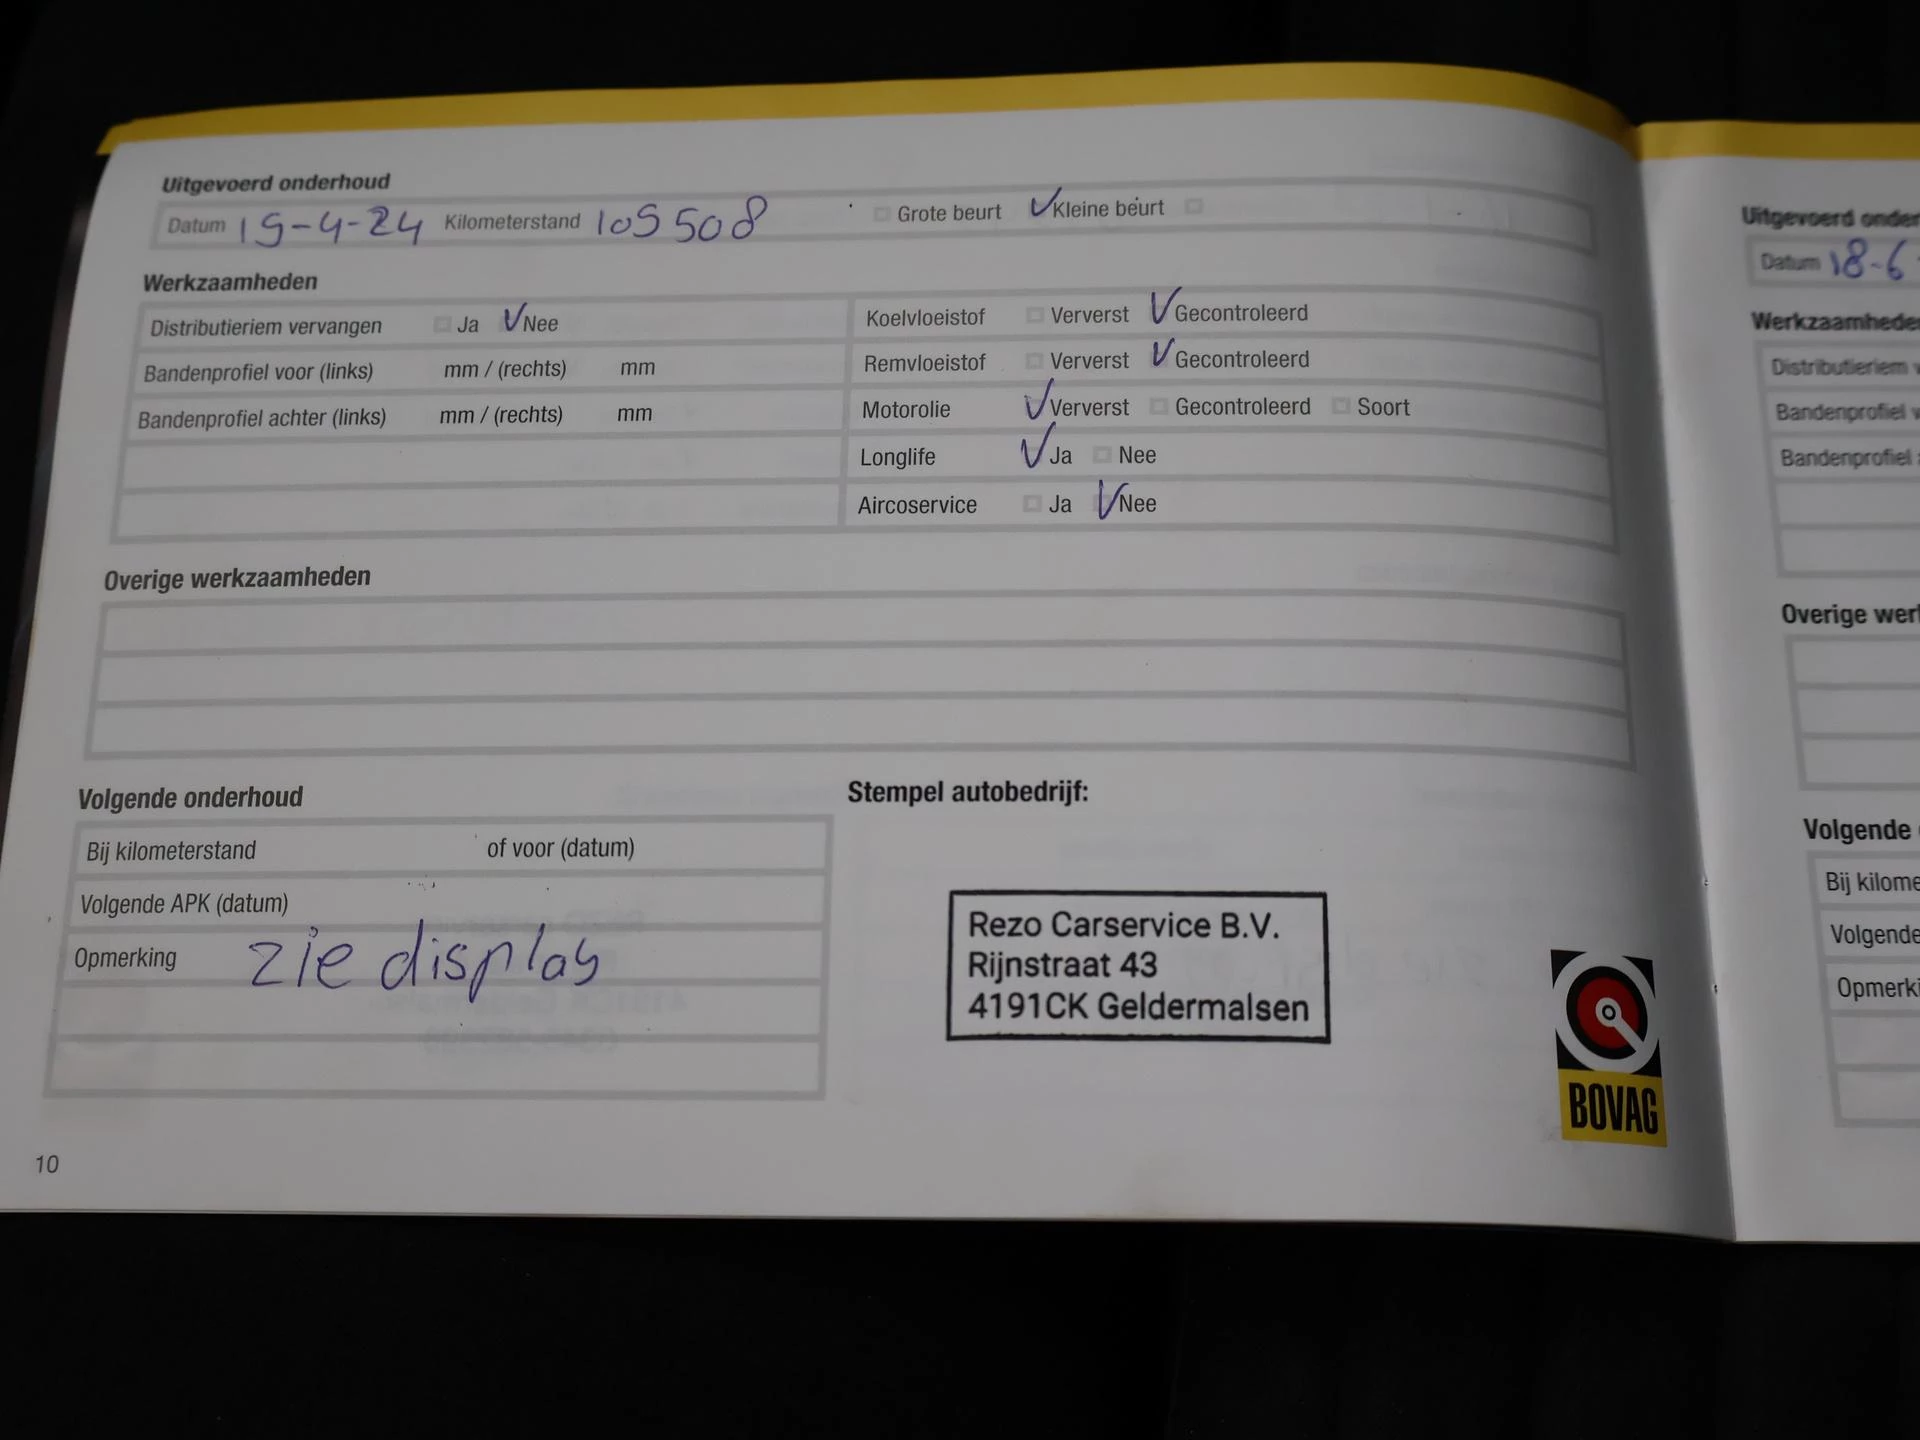 Uitgevoerd onderhoud
Datum 19-4-24 Kilometerstand 109 508 Grote beurt Kleine beurt
Werkzaamheden
Distributieriem vervangen Ja Nee
Bandenprofiel voor (links) mm / (rechts) mm
Bandenprofiel achter (links) mm / (rechts) mm
Koelvloeistof Ververst Gecontroleerd
Remvloeistof Ververst Gecontroleerd
Motorolie Ververst Gecontroleerd Soort
Longlife Ja Nee
Aircoservice Ja Nee
Overige werkzaamheden
Volgende onderhoud
Bij kilometerstand of voor (datum)
Volgende APK (datum)
Opmerking zie display
Stempel autobedrijf:
Rezo Carservice B.V.
Rijnstraat 43
4191CK Geldermalsen
BOVAG
10
Uitgevoerd onder
Datum 18-6
Werkzaamhede
Distributieriem v
Bandenprofiel v
Bandenprofiel
Overige wer
Volgende
Bij kilome
Volgende
Opmerki